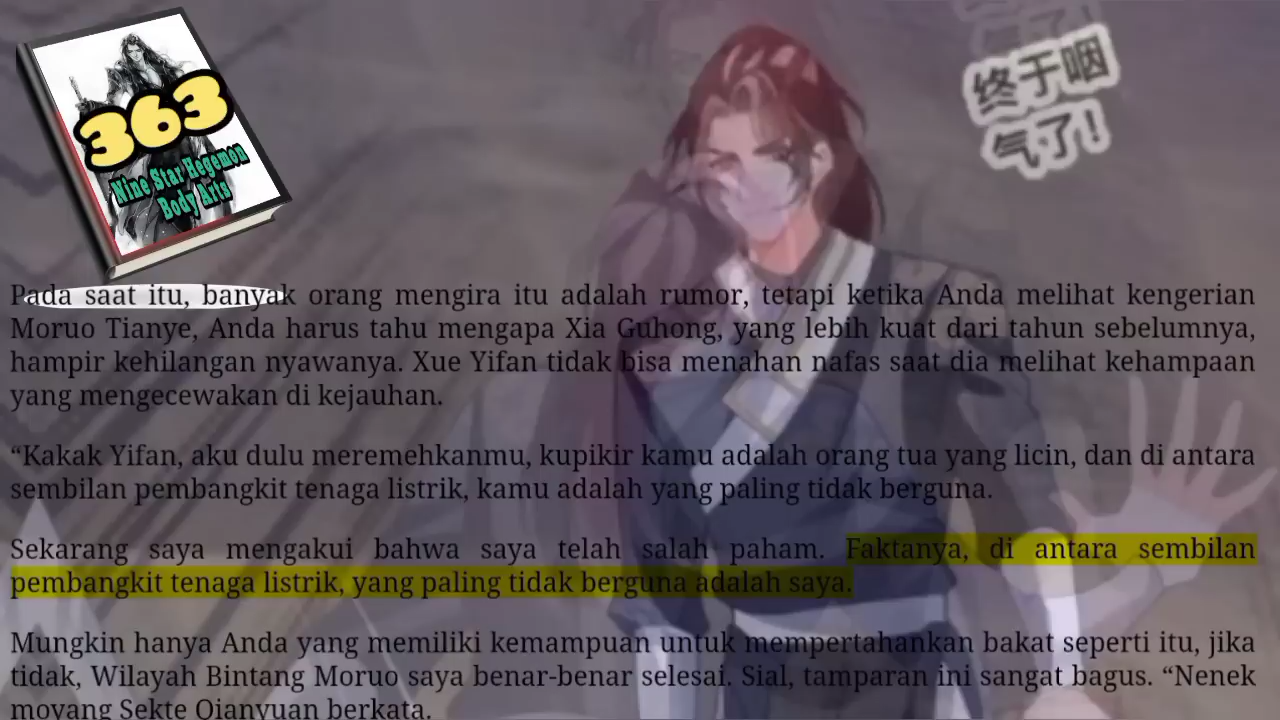 363
Nine Star Hegemon
Body Arts
终于咽
气了!
Pada saat itu, banyak orang mengira itu adalah rumor, tetapi ketika Anda melihat kengerian
Moruo Tianye, Anda harus tahu mengapa Xia Guhong, yang lebih kuat dari tahun sebelumnya,
hampir kehilangan nyawanya. Xue Yifan tidak bisa menahan nafas saat dia melihat kehampaan
yang mengecewakan di kejauhan.
“Kakak Yifan, aku dulu meremehkanmu, kupikir kamu adalah orang tua yang licin, dan di antara
sembilan pembangkit tenaga listrik, kamu adalah yang paling tidak berguna.
Sekarang saya mengakui bahwa saya telah salah paham. Faktanya, di antara sembilan
pembangkit tenaga listrik, yang paling tidak berguna adalah saya.
Mungkin hanya Anda yang memiliki kemampuan untuk mempertahankan bakat seperti itu, jika
tidak, Wilayah Bintang Moruo saya benar-benar selesai. Sial, tamparan ini sangat bagus. “Nenek
moyang Sekte Qianyuan berkata.